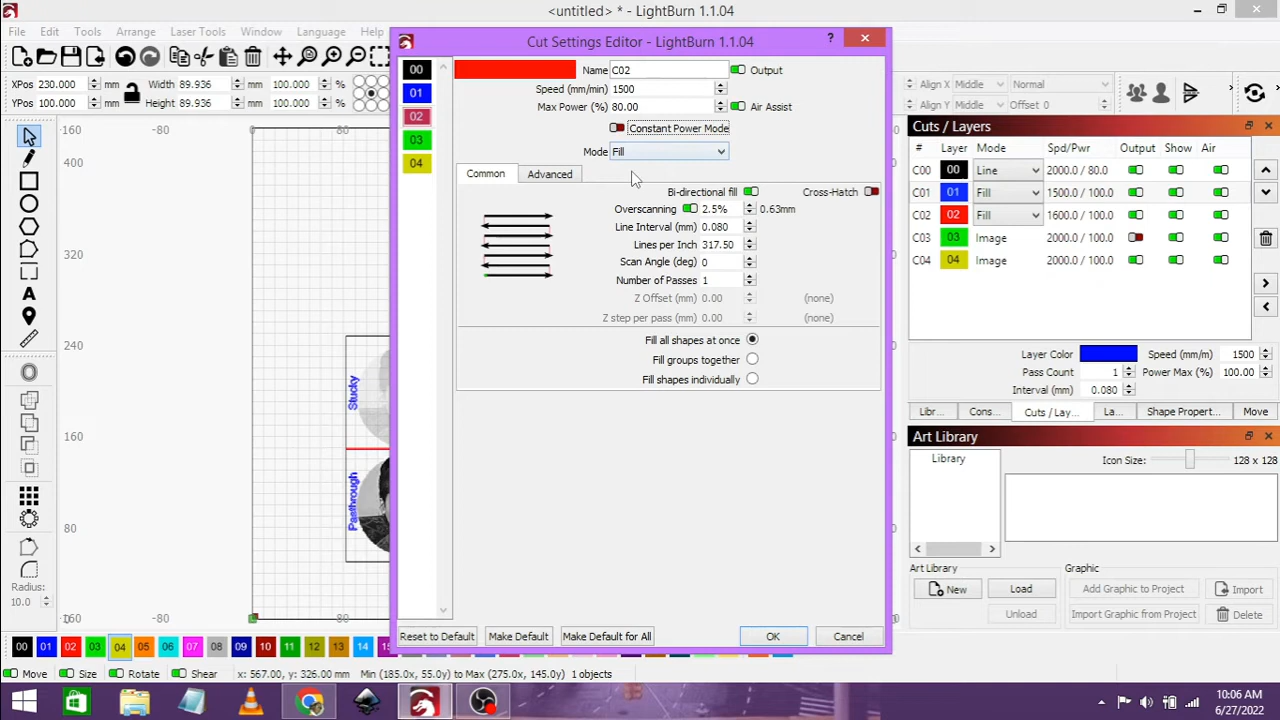 <untitled> * - LightBurn 1.1.04
File Edit Tools Arrange Laser Tools Window Language Help
XPos 230.000 mm Width 89.936 mm 100.000 %
YPos 100.000 mm Height 89.936 mm 100.000 %
Align X Middle Middle
Align Y Middle Offset 0
Cut Settings Editor - LightBurn 1.1.04
?
00
01
02
03
04
Name C02 Output
Speed (mm/min) 1500
Max Power (%) 80.00 Air Assist
Constant Power Mode
Mode Fill
Common Advanced
Bi-directional fill Cross-Hatch
Overscanning 2.5% 0.63mm
Line Interval (mm) 0.080
Lines per Inch 317.50
Scan Angle (deg) 0
Number of Passes 1
Z Offset (mm) 0.00 (none)
Z step per pass (mm) 0.00 (none)
Fill all shapes at once
Fill groups together
Fill shapes individually
Reset to Default Make Default Make Default for All OK Cancel
-160 -80 0 80
400
320
240
160
80
-160 -80 0 80
400
320
240
160
80
Stucky
Passthrough
Radius:
10.0
Cuts / Layers
# Layer Mode Spd/Pwr Output Show Air
C00 00 Line 2000.0 / 80.0
C01 01 Fill 1500.0 / 100.0
C02 02 Fill 1600.0 / 100.0
C03 03 Image 2000.0 / 100.0
C04 04 Image 2000.0 / 100.0
Layer Color Speed (mm/m) 1500
Pass Count 1 Power Max (%) 100.00
Interval (mm) 0.080
Libr... Cons... Cuts / Lay... La... Shape Propert... Move
Art Library
Library
Icon Size: 128 x 128
Art Library Graphic
New Load Add Graphic to Project Import
Unload Import Graphic from Project Delete
00 01 02 03 04 05 06 07 08 09 10 11 12 13 14 15
Move Size Rotate Shear x: 567.00, y: 326.00 mm Min (185.0x, 55.0y) to Max (275.0x, 145.0y) 1 objects
10:06 AM
6/27/2022